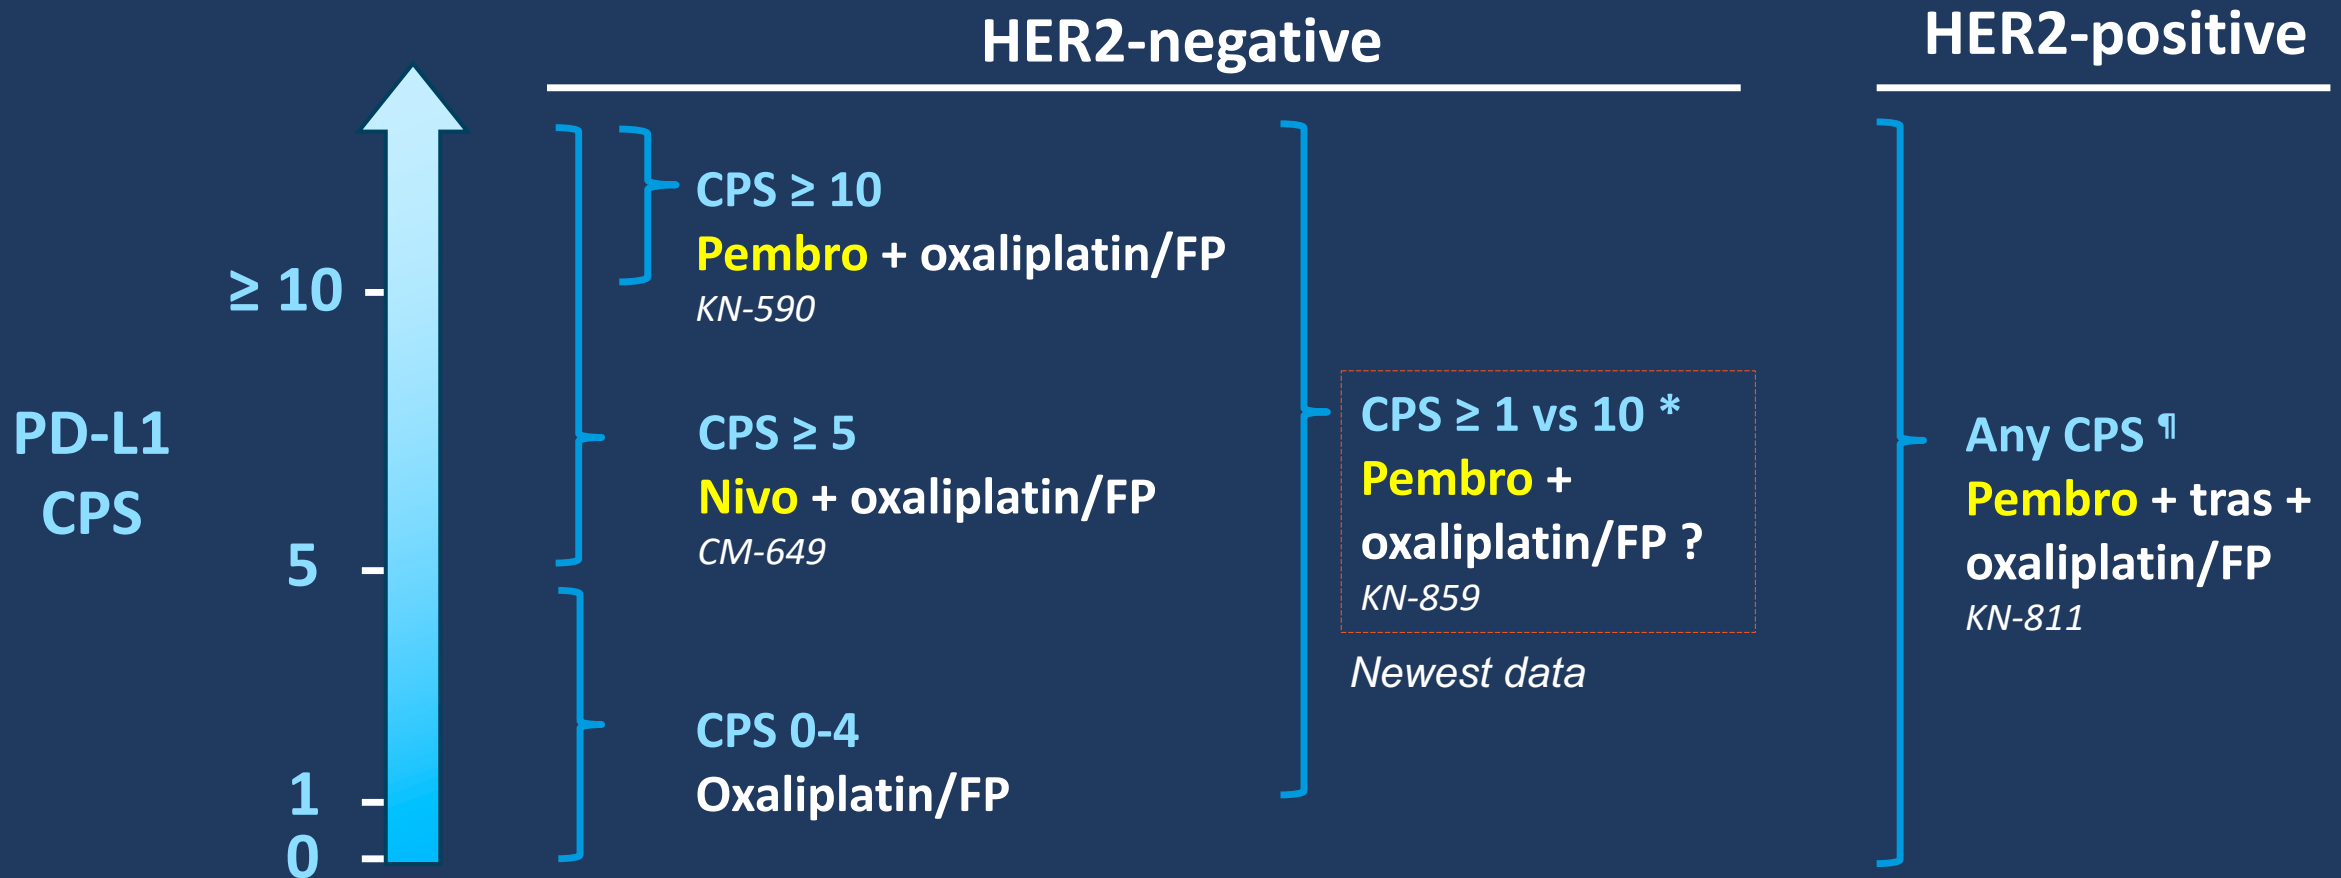 HER2-negative
HER2-positive
PD-L1
CPS
≥ 10
5
1
0
CPS ≥ 10
Pembro + oxaliplatin/FP
KN-590
CPS ≥ 5
Nivo + oxaliplatin/FP
CM-649
CPS 0-4
Oxaliplatin/FP
CPS ≥ 1 vs 10 *
Pembro +
oxaliplatin/FP ?
KN-859
Newest data
Any CPS ¶
Pembro + tras +
oxaliplatin/FP
KN-811